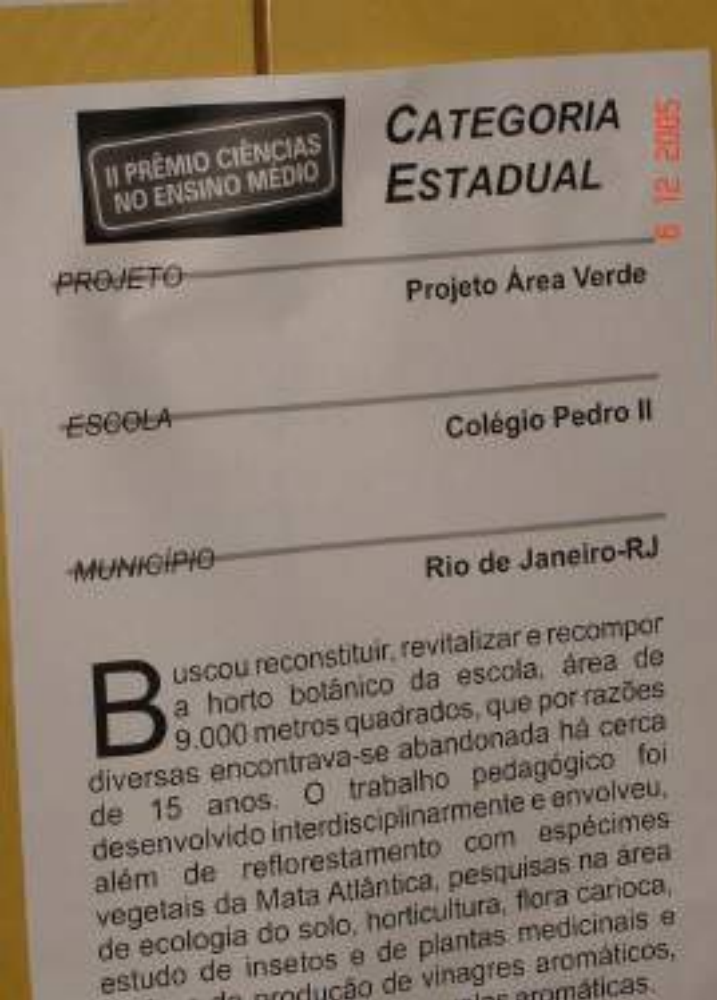 II PRÊMIO CIÊNCIAS
NO ENSINO MÉDIO
CATEGORIA
ESTADUAL
6 12 2005
PROJETO
Projeto Área Verde
ESCOLA
Colégio Pedro II
MUNICÍPIO
Rio de Janeiro-RJ
Buscou reconstituir, revitalizar e recompor
a horto botânico da escola, área de
9.000 metros quadrados, que por razões
diversas encontrava-se abandonada há cerca
de 15 anos. O trabalho pedagógico foi
desenvolvido interdisciplinarmente e envolveu,
além de reflorestamento com espécimes
vegetais da Mata Atlântica, pesquisas na área
de ecologia do solo, horticultura, flora carioca,
estudo de insetos e de plantas medicinais e
produção de vinagres aromáticos,
aromáticas.